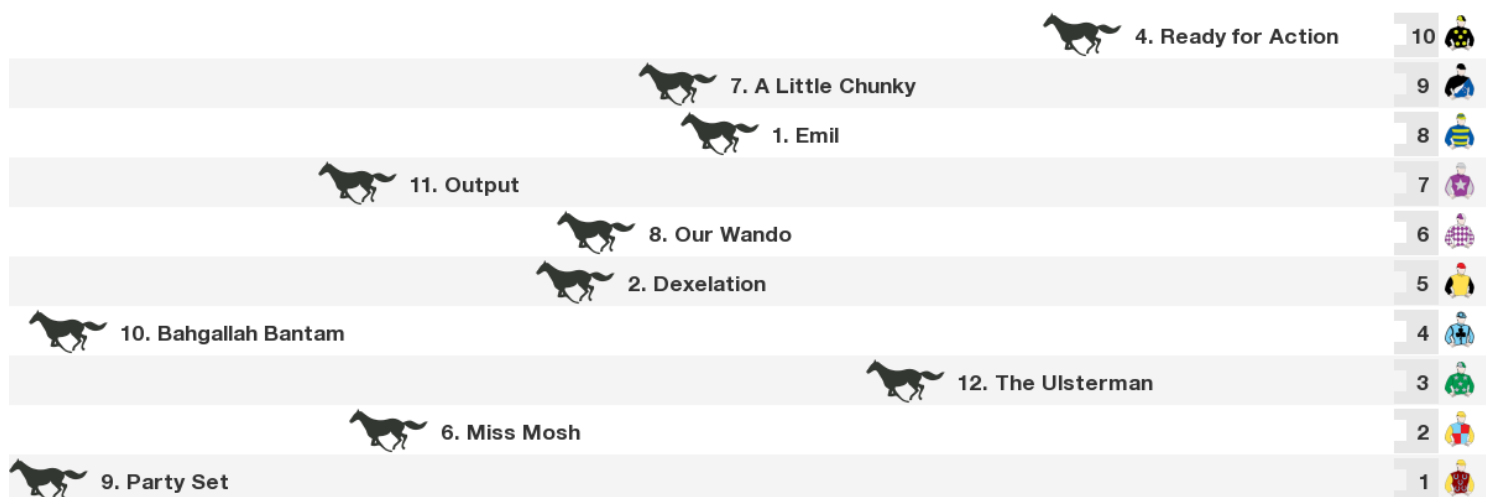 4. Ready for Action 10
7. A Little Chunky 9
1. Emil 8
11. Output 7
8. Our Wando 6
2. Dexelation 5
10. Bahgallah Bantam 4
12. The Ulsterman 3
6. Miss Mosh 2
9. Party Set 1